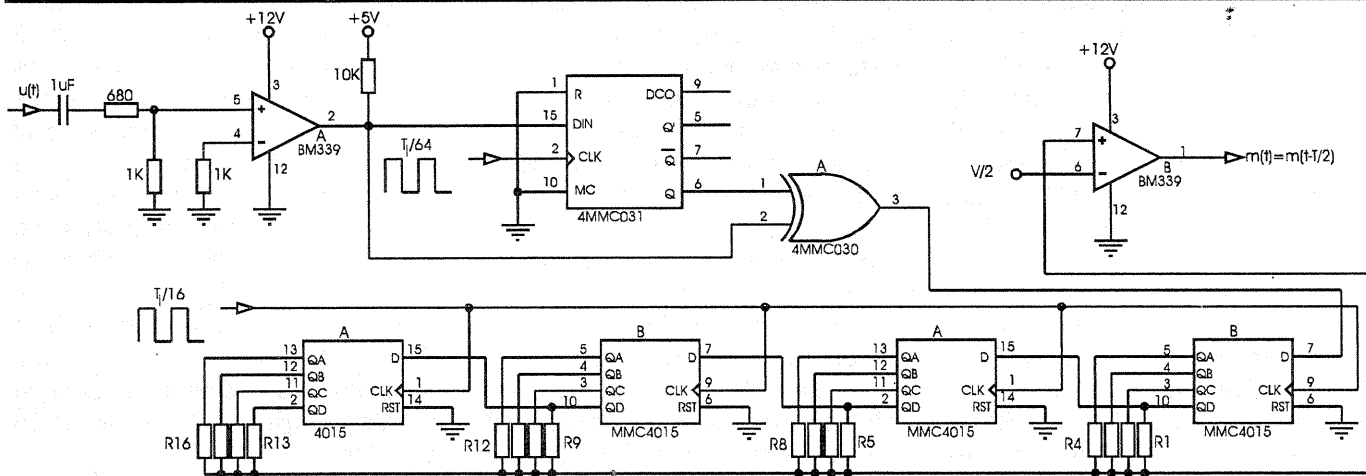 +12V
+5V
+12V
u(t)
1uF
680
10K
3
5
+
4
-
2
A
BM339
12
1K
1K
Tⱼ/64
1
R
DCO
9
15
DIN
Q'
5
2
CLK
Q̅
7
10
MC
Q
6
4MMC031
A
1
2
3
4MMC030
3
7
+
V/2
6
-
1
B
BM339
m(t)=m(t-T/2)
12
Tⱼ/16
A
13
QA
D
15
12
QB
11
QC
CLK
1
2
QD
RST
14
4015
R16
R13
B
5
QA
D
7
4
QB
3
QC
CLK
9
10
QD
RST
6
MMC4015
R12
R9
A
13
QA
D
15
12
QB
11
QC
CLK
1
2
QD
RST
14
MMC4015
R8
R5
B
5
QA
D
7
4
QB
3
QC
CLK
9
10
QD
RST
6
MMC4015
R4
R1